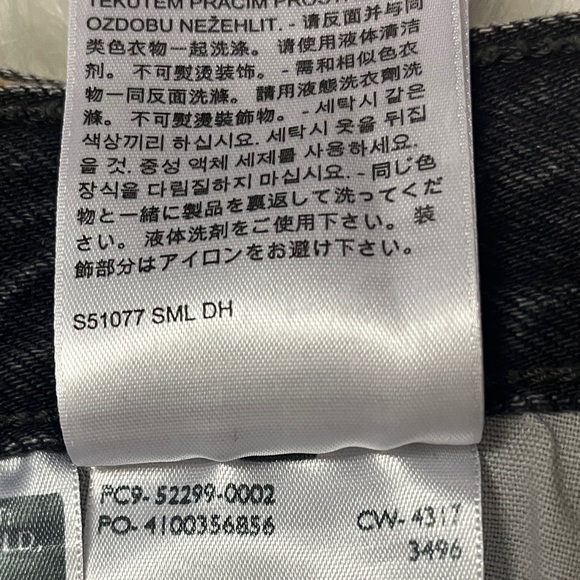 TEKUTEM PRACIM
OZDOBU NEŽEHLIT. - 请反面并与同
类色衣物一起洗涤。请使用液体清洁
剂。不可熨烫装饰。- 需和相似色衣
物一同反面洗滌。請用液態洗衣劑洗
滌。不可熨燙裝飾物。- 세탁시 같은
색상끼리 하십시요. 세탁시 옷을 뒤집
을 것. 중성 액체 세제를 사용하세요.
장식을 다림질하지 마십시요. - 同じ色
物と一緒に製品を裏返して洗ってくだ
さい。液体洗剤をご使用下さい。装
飾部分はアイロンをお避け下さい。
S51077 SML DH
PC9-52299-0002
PO-4100356856 CW-4317
3496
LD.